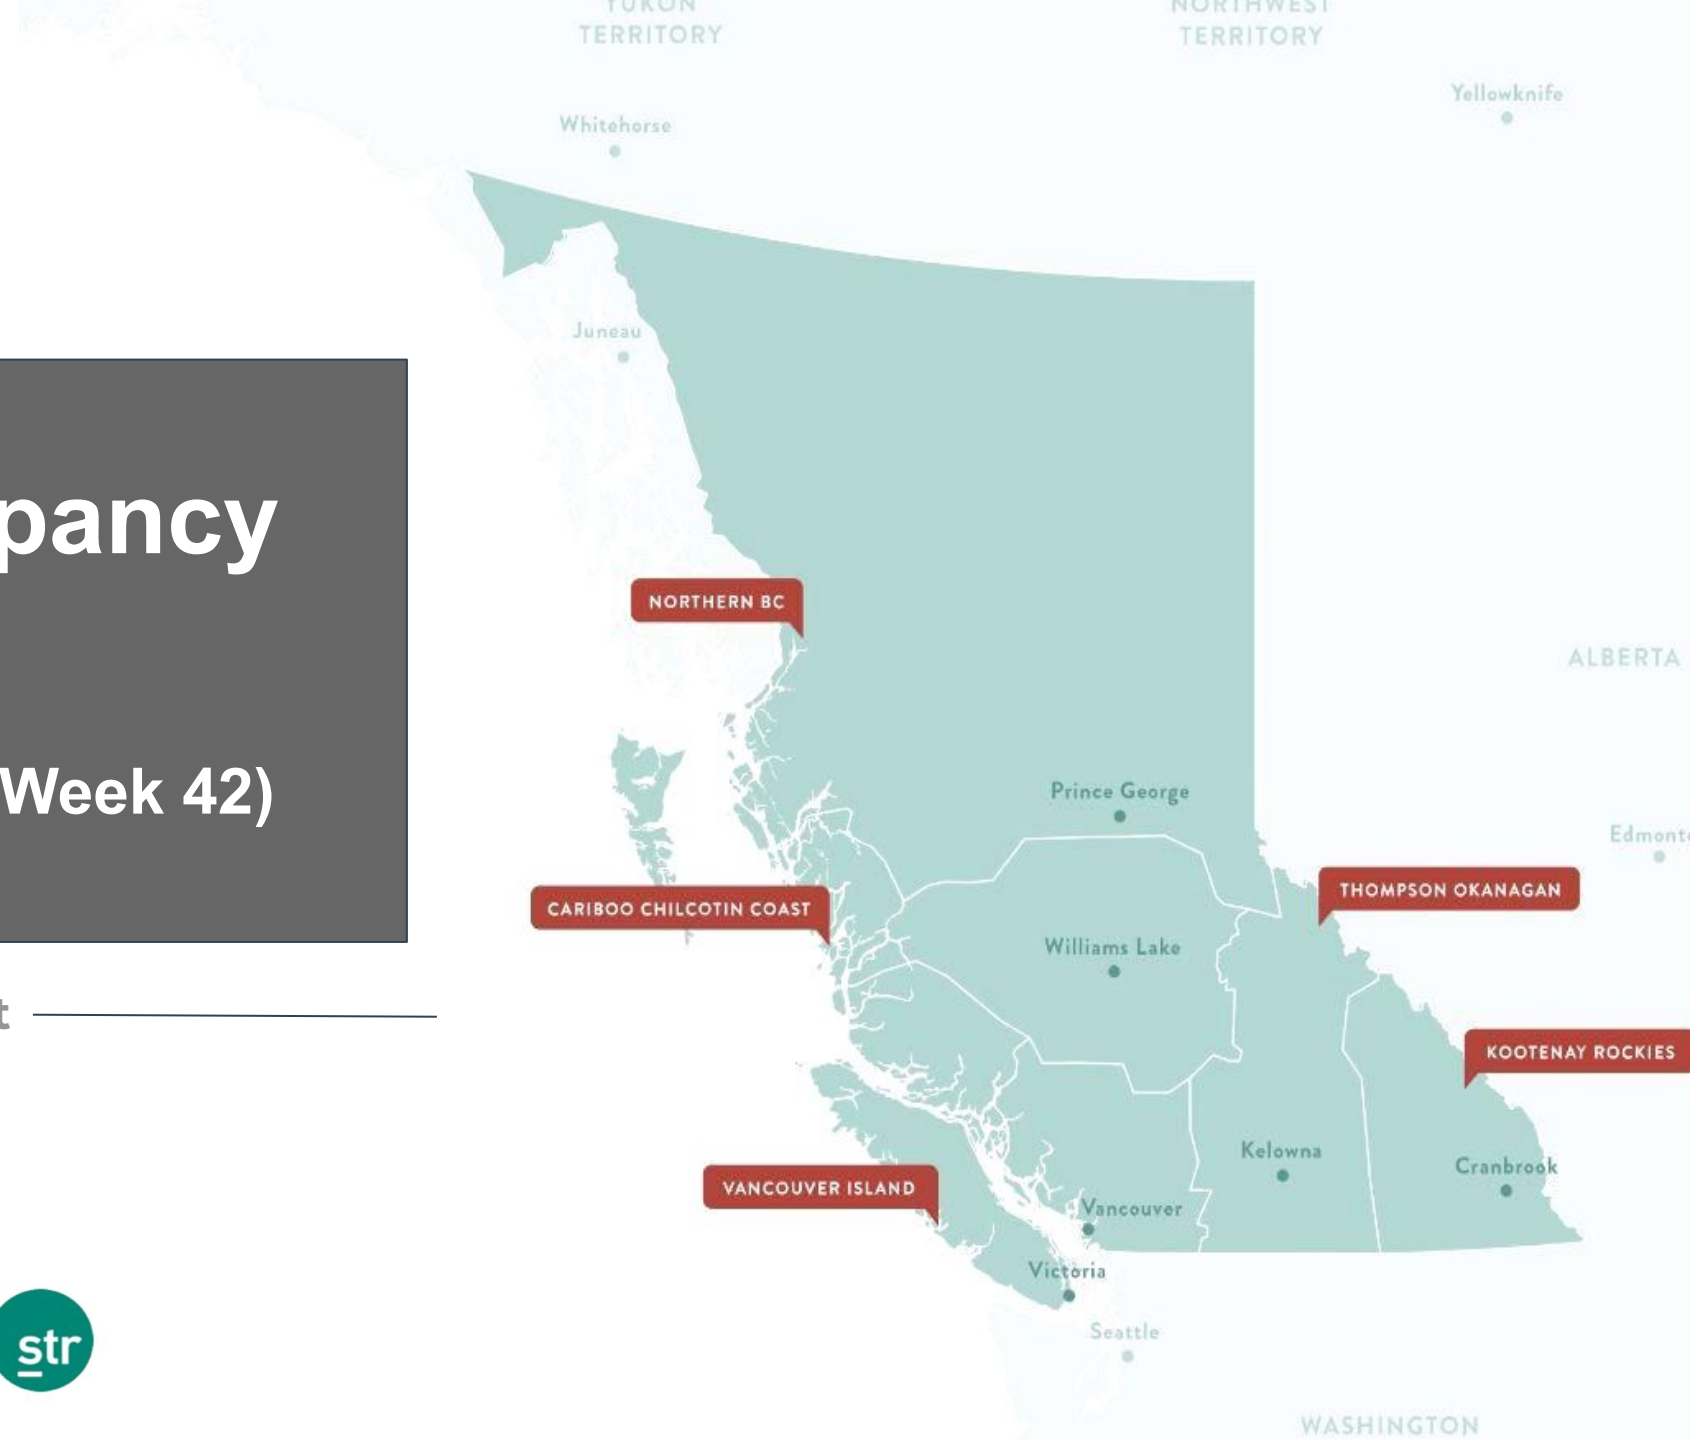 YUKON
TERRITORY
NORTHWEST
TERRITORY
Yellowknife
Whitehorse
Juneau
pancy
NORTHERN BC
ALBERTA
Week 42)
Prince George
Edmont
THOMPSON OKANAGAN
CARIBOO CHILCOTIN COAST
Williams Lake
t
KOOTENAY ROCKIES
Kelowna
Cranbrook
VANCOUVER ISLAND
Vancouver
Victoria
Seattle
str
WASHINGTON